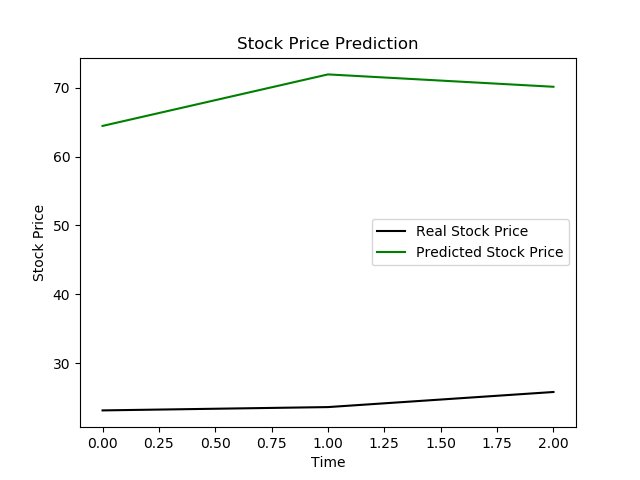 Stock Price Prediction
Stock Price
70
60
50
40
30
Real Stock Price
Predicted Stock Price
0.00 0.25 0.50 0.75 1.00 1.25 1.50 1.75 2.00
Time